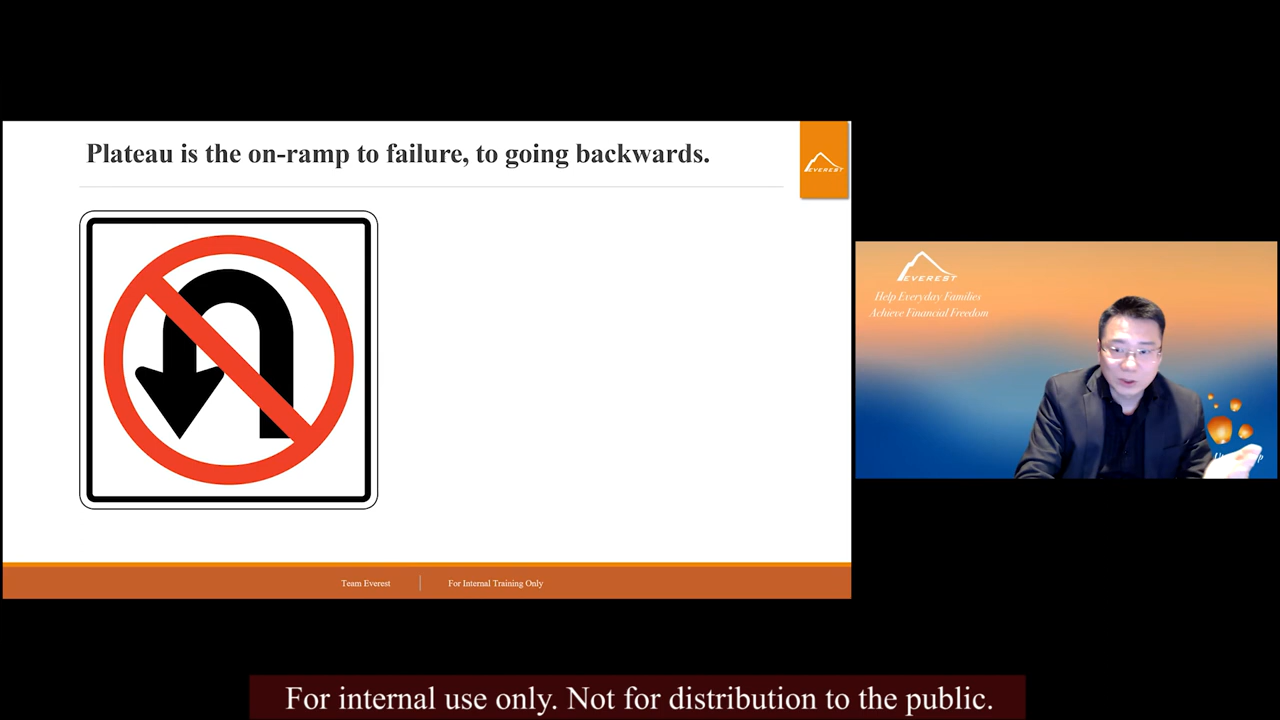 Plateau is the on-ramp to failure, to going backwards.
EVEREST
Team Everest
For Internal Training Only
EVEREST
Help Everyday Families
Achieve Financial Freedom
For internal use only. Not for distribution to the public.